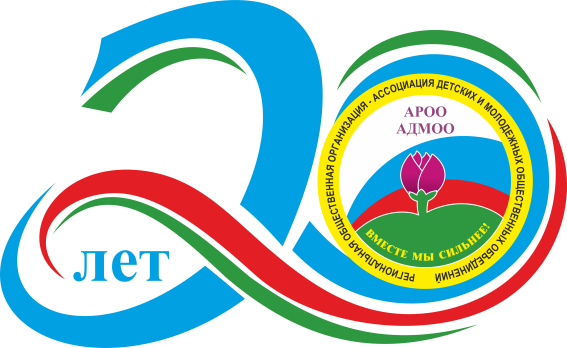 20
лет
РЕГИОНАЛЬНАЯ ОБЩЕСТВЕННАЯ ОРГАНИЗАЦИЯ - АССОЦИАЦИЯ ДЕТСКИХ И МОЛОДЕЖНЫХ ОБЩЕСТВЕННЫХ ОБЪЕДИНЕНИЙ
АРОО
АДМОО
ВМЕСТЕ МЫ СИЛЬНЕЕ!